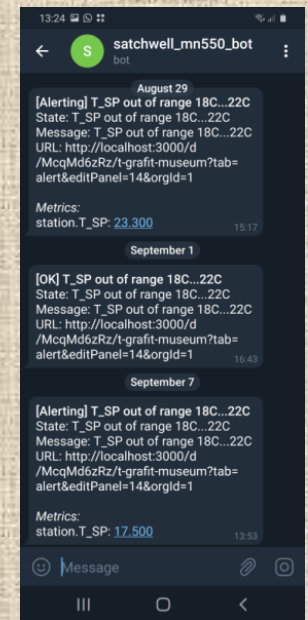 13:24
satchwell_mn550_bot
S
bot
August 29
[Alerting] T_SP out of range 18C...22C
State: T_SP out of range 18C...22C
Message: T_SP out of range 18C...22C
URL: http://localhost:3000/d
/McqMd6zRz/t-grafit-museum?tab=
alert&editPanel=14&orgId=1
Metrics:
station.T_SP: 23.300
15:17
September 1
[OK] T_SP out of range 18C...22C
State: T_SP out of range 18C...22C
Message: T_SP out of range 18C...22C
URL: http://localhost:3000/d
/McqMd6zRz/t-grafit-museum?tab=
alert&editPanel=14&orgId=1
16:43
September 7
[Alerting] T_SP out of range 18C...22C
State: T_SP out of range 18C...22C
Message: T_SP out of range 18C...22C
URL: http://localhost:3000/d
/McqMd6zRz/t-grafit-museum?tab=
alert&editPanel=14&orgId=1
Metrics:
station.T_SP: 17.500
13:53
Message